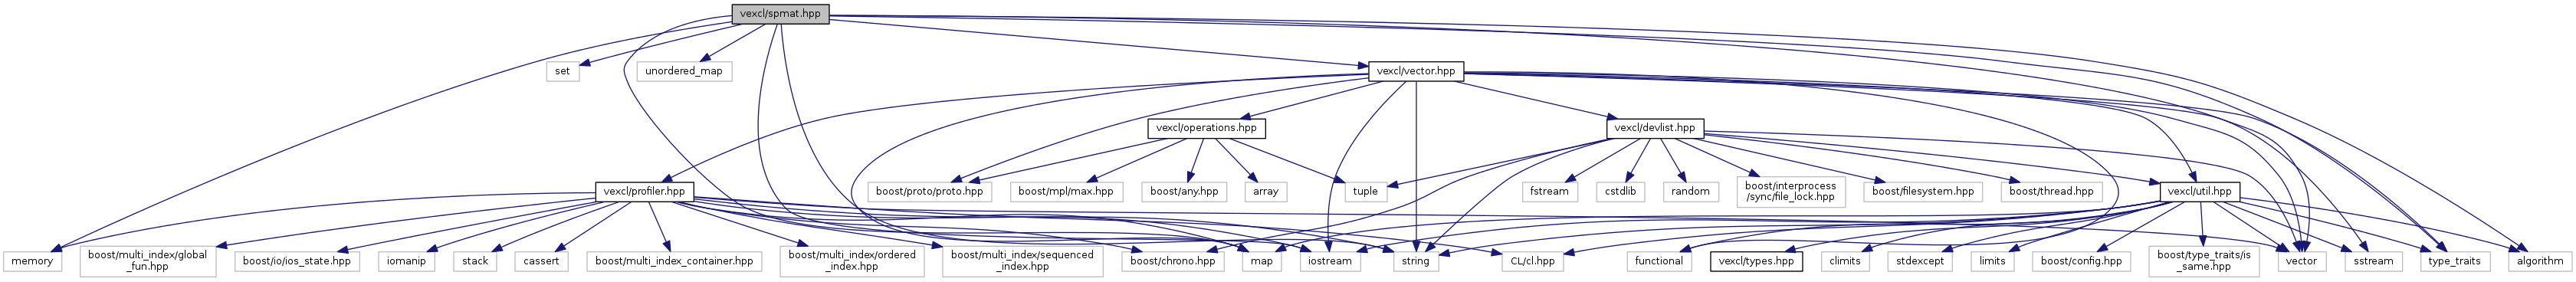 vexcl/spmat.hpp
set
unordered_map
vexcl/vector.hpp
vexcl/operations.hpp
vexcl/devlist.hpp
vexcl/profiler.hpp
boost/proto/proto.hpp
boost/mpl/max.hpp
boost/any.hpp
array
tuple
fstream
cstdlib
random
boost/interprocess
/sync/file_lock.hpp
boost/filesystem.hpp
boost/thread.hpp
vexcl/util.hpp
memory
boost/multi_index/global
_fun.hpp
boost/io/ios_state.hpp
iomanip
stack
cassert
boost/multi_index_container.hpp
boost/multi_index/ordered
_index.hpp
boost/multi_index/sequenced
_index.hpp
boost/chrono.hpp
map
iostream
string
CL/cl.hpp
functional
vexcl/types.hpp
climits
stdexcept
limits
boost/config.hpp
boost/type_traits/is
_same.hpp
vector
sstream
type_traits
algorithm